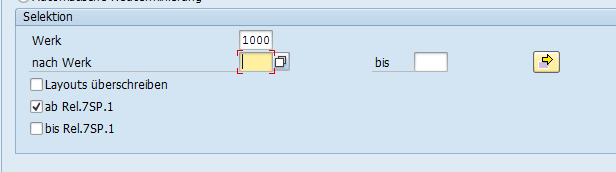 Selektion
Werk 1000
nach Werk bis
Layouts überschreiben
ab Rel.7SP.1
bis Rel.7SP.1